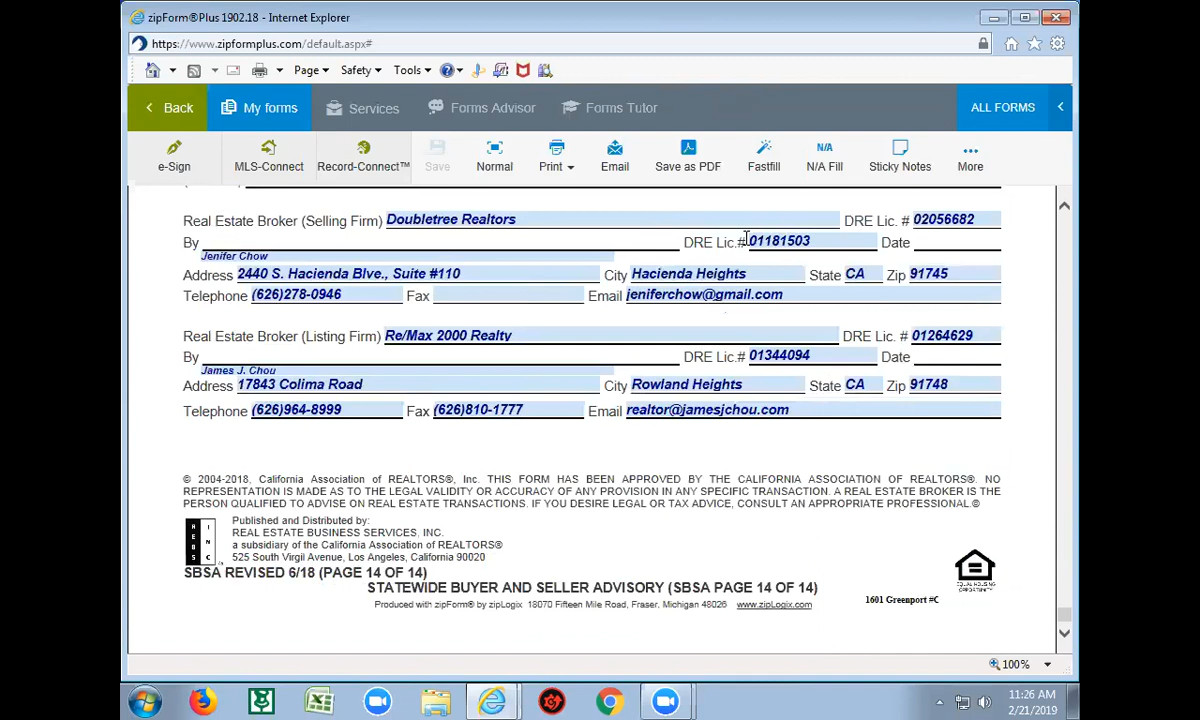 zipForm®Plus 1902.18 - Internet Explorer
https://www.zipformplus.com/default.aspx#
Page Safety Tools
Back My forms Services Forms Advisor Forms Tutor ALL FORMS
e-Sign MLS-Connect Record-Connect™ Save Normal Print Email Save as PDF Fastfill N/A N/A Fill Sticky Notes More
Real Estate Broker (Selling Firm) Doubletree Realtors DRE Lic. # 02056682
By DRE Lic.# 01181503 Date
Jenifer Chow
Address 2440 S. Hacienda Blve., Suite #110 City Hacienda Heights State CA Zip 91745
Telephone (626)278-0946 Fax Email jeniferchow@gmail.com
Real Estate Broker (Listing Firm) Re/Max 2000 Realty DRE Lic. # 01264629
By DRE Lic.# 01344094 Date
James J. Chou
Address 17843 Colima Road City Rowland Heights State CA Zip 91748
Telephone (626)964-8999 Fax (626)810-1777 Email realtor@jamesjchou.com
© 2004-2018, California Association of REALTORS®, Inc. THIS FORM HAS BEEN APPROVED BY THE CALIFORNIA ASSOCIATION OF REALTORS®. NO
REPRESENTATION IS MADE AS TO THE LEGAL VALIDITY OR ACCURACY OF ANY PROVISION IN ANY SPECIFIC TRANSACTION. A REAL ESTATE BROKER IS THE
PERSON QUALIFIED TO ADVISE ON REAL ESTATE TRANSACTIONS. IF YOU DESIRE LEGAL OR TAX ADVICE, CONSULT AN APPROPRIATE PROFESSIONAL.©
REBS INC
Published and Distributed by:
REAL ESTATE BUSINESS SERVICES, INC.
a subsidiary of the California Association of REALTORS®
525 South Virgil Avenue, Los Angeles, California 90020
SBSA REVISED 6/18 (PAGE 14 OF 14)
STATEWIDE BUYER AND SELLER ADVISORY (SBSA PAGE 14 OF 14)
EQUAL HOUSING
OPPORTUNITY
Produced with zipForm® by zipLogix 18070 Fifteen Mile Road, Fraser, Michigan 48026 www.zipLogix.com
1601 Greenport #C
100%
11:26 AM
2/21/2019